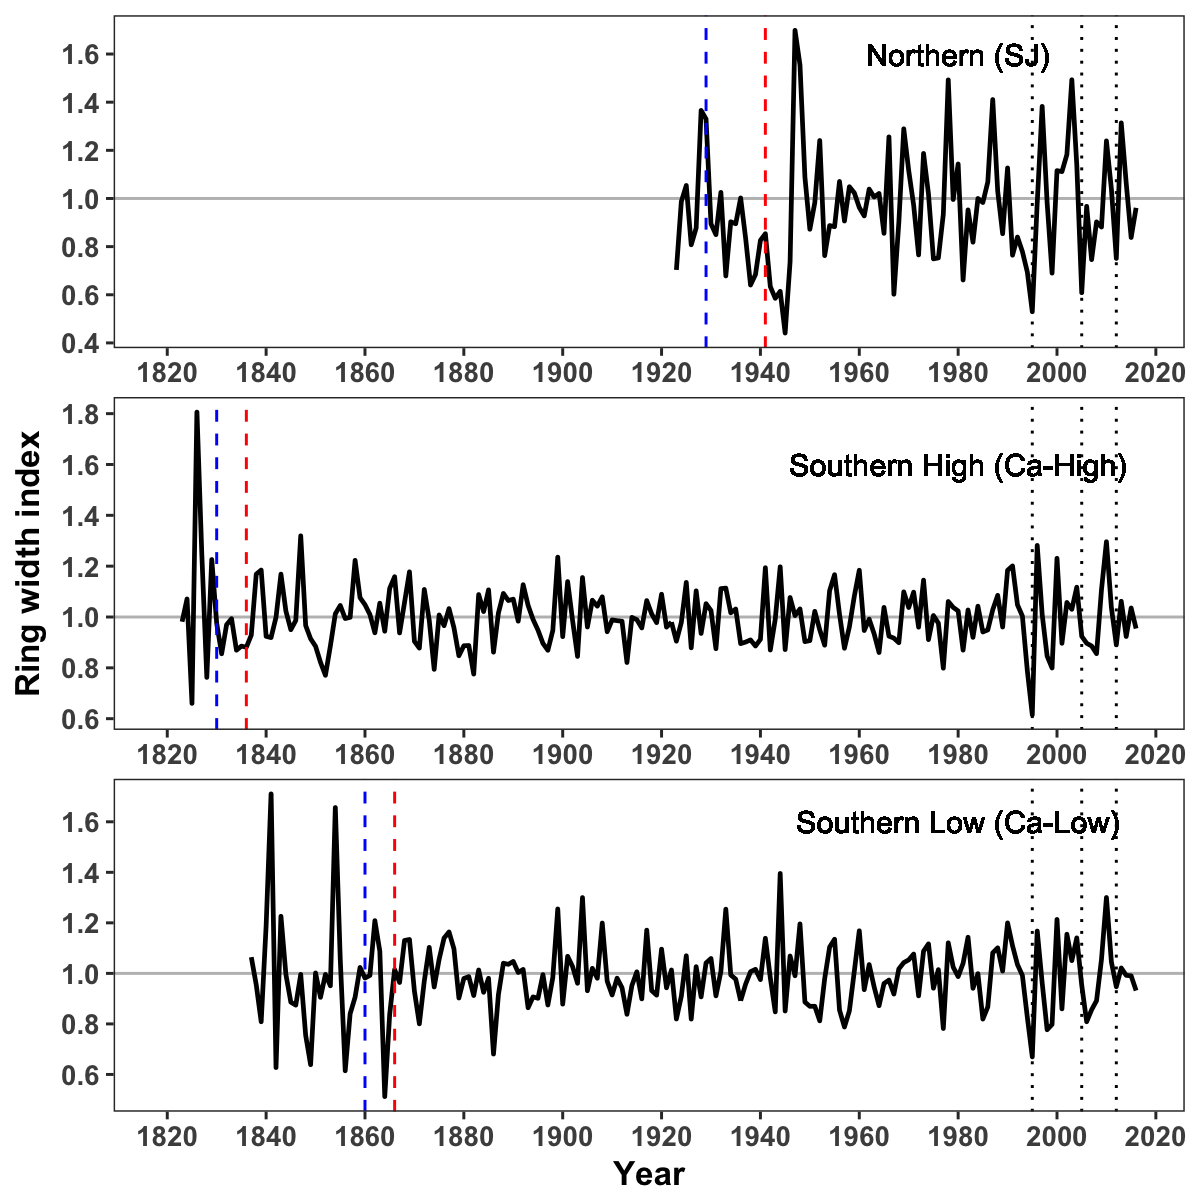 Northern (SJ)
1.6
1.4
1.2
1.0
0.8
0.6
0.4
1820 1840 1860 1880 1900 1920 1940 1960 1980 2000 2020
Ring width index
Southern High (Ca-High)
1.8
1.6
1.4
1.2
1.0
0.8
0.6
1820 1840 1860 1880 1900 1920 1940 1960 1980 2000 2020
Southern Low (Ca-Low)
1.6
1.4
1.2
1.0
0.8
0.6
1820 1840 1860 1880 1900 1920 1940 1960 1980 2000 2020
Year